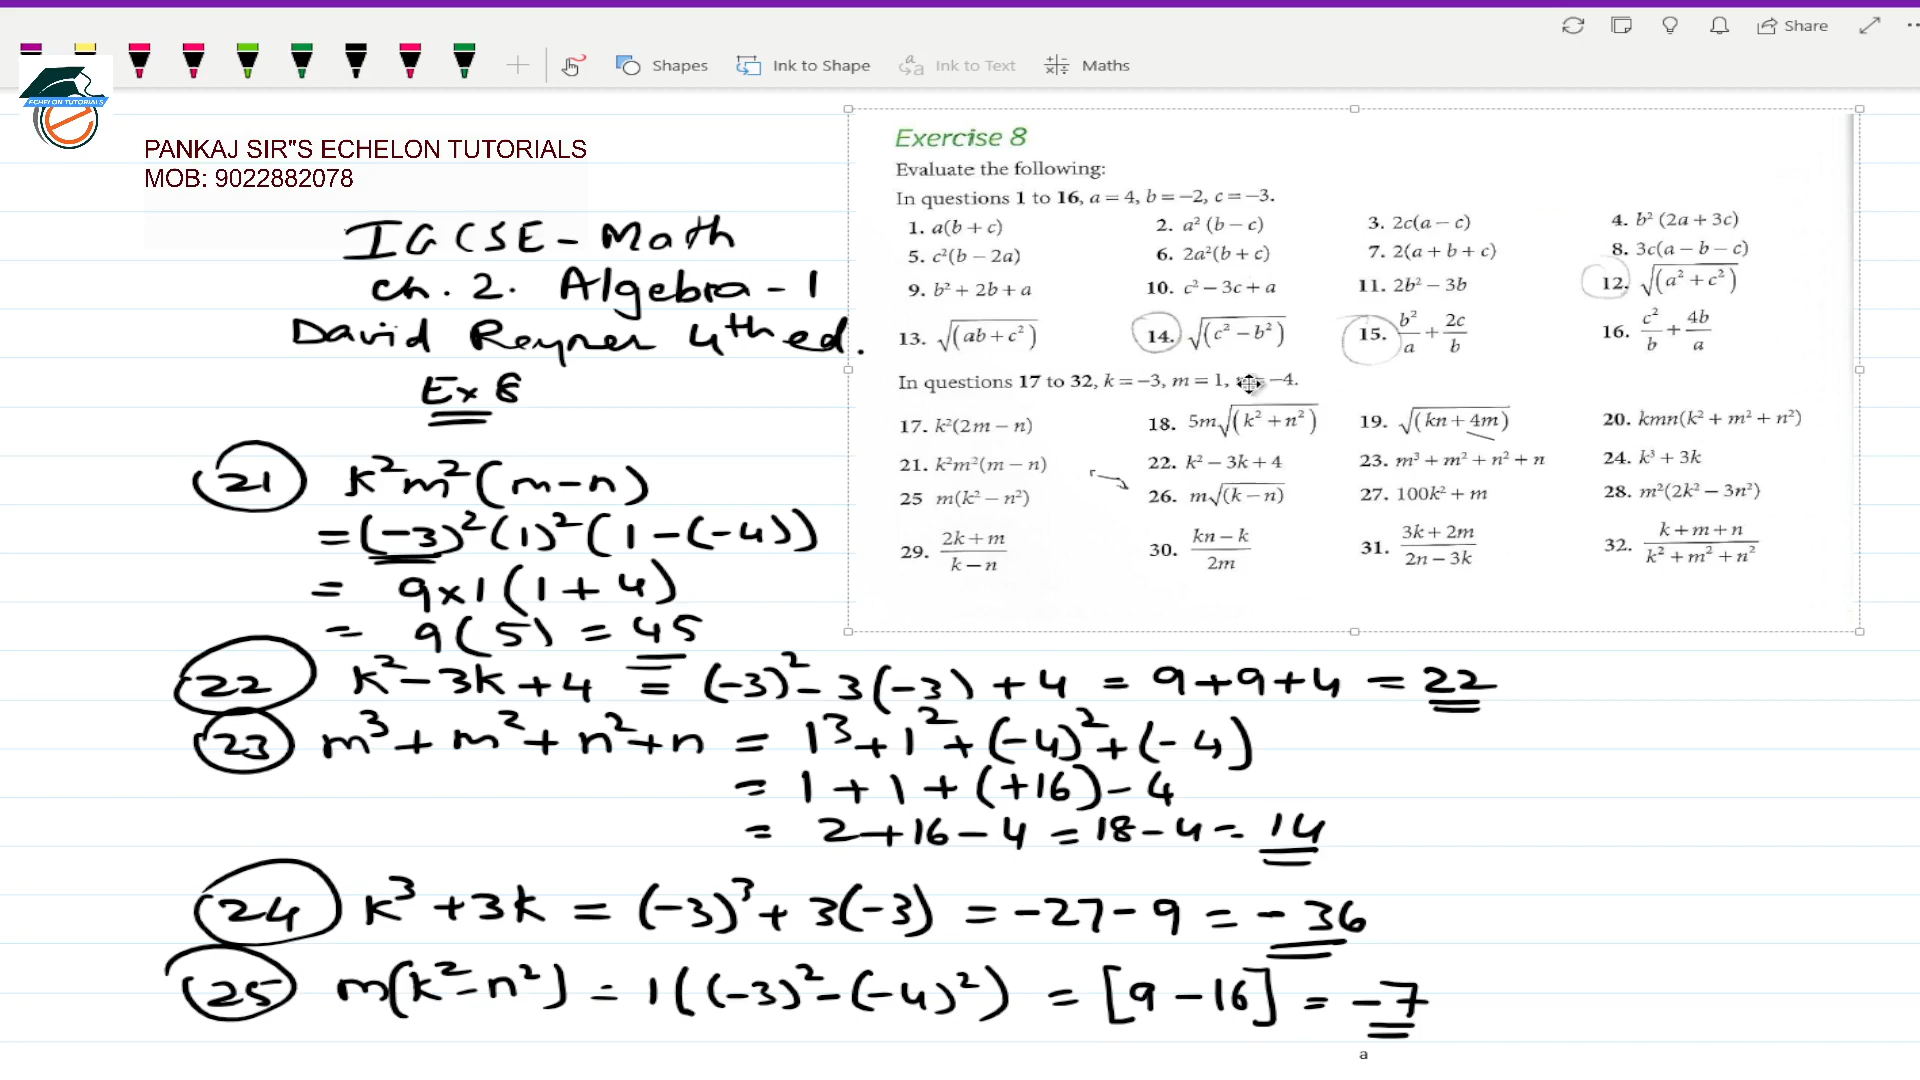 Share
Shapes
Ink to Shape
Ink to Text
Maths
ECHELON TUTORIALS
PANKAJ SIR"S ECHELON TUTORIALS
MOB: 9022882078
IGCSE - Math
ch. 2. Algebra - 1
David Rayner 4th ed.
Ex 8
Exercise 8
Evaluate the following:
In questions 1 to 16, a = 4, b = −2, c = −3.
1. a(b + c) 2. a² (b − c) 3. 2c(a − c) 4. b² (2a + 3c)
5. c²(b − 2a) 6. 2a²(b + c) 7. 2(a + b + c) 8. 3c(a − b − c)
9. b² + 2b + a 10. c² − 3c + a 11. 2b² − 3b 12. √(a² + c²)
13. √(ab + c²) 14. √(c² − b²) 15. b²/a + 2c/b 16. c²/b + 4b/a
In questions 17 to 32, k = −3, m = 1, −4.
17. k²(2m − n) 18. 5m√(k² + n²) 19. √(kn + 4m) 20. kmn(k² + m² + n²)
21. k²m²(m − n) 22. k² − 3k + 4 23. m³ + m² + n² + n 24. k³ + 3k
25 m(k² − n²) 26. m√(k − n) 27. 100k² + m 28. m²(2k² − 3n²)
29. (2k + m)/(k − n) 30. (kn − k)/2m 31. (3k + 2m)/(2n − 3k) 32. (k + m + n)/(k² + m² + n²)
21 k²m²(m−n)
= (−3)²(1)²(1−(−4))
= 9×1(1+4)
= 9(5) = 45
22 k²−3k+4 = (−3)²−3(−3)+4 = 9+9+4 = 22
23 m³+m²+n²+n = 1³+1²+(−4)²+(−4)
= 1+1+(+16)−4
= 2+16−4 = 18−4 = 14
24 k³+3k = (−3)³+3(−3) = −27−9 = −36
25 m(k²−n²) = 1((−3)²−(−4)²) = [9−16] = −7
a